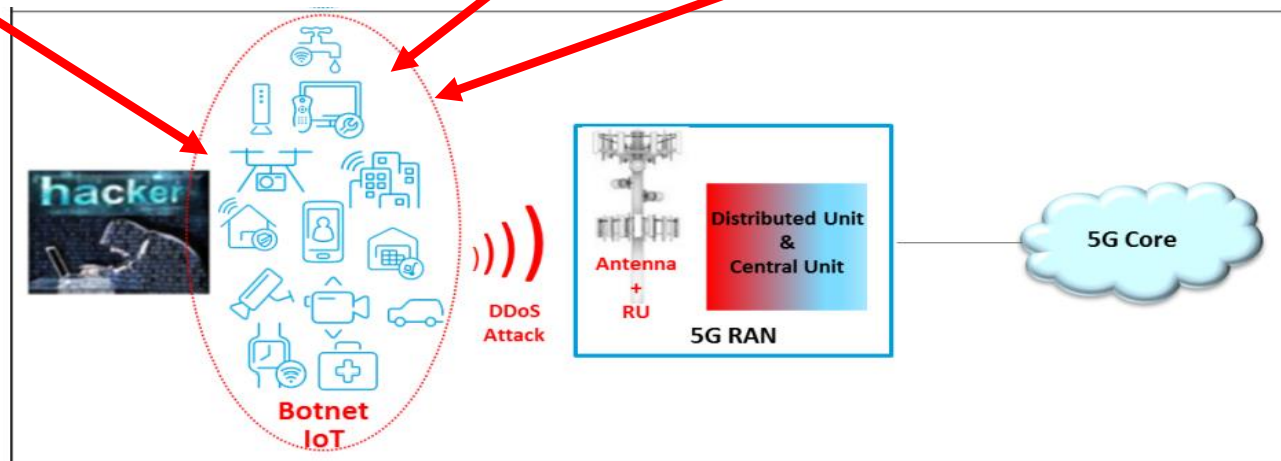 hacker
Botnet
IoT
DDoS
Attack
Antenna
+
RU
Distributed Unit
&
Central Unit
5G RAN
5G Core